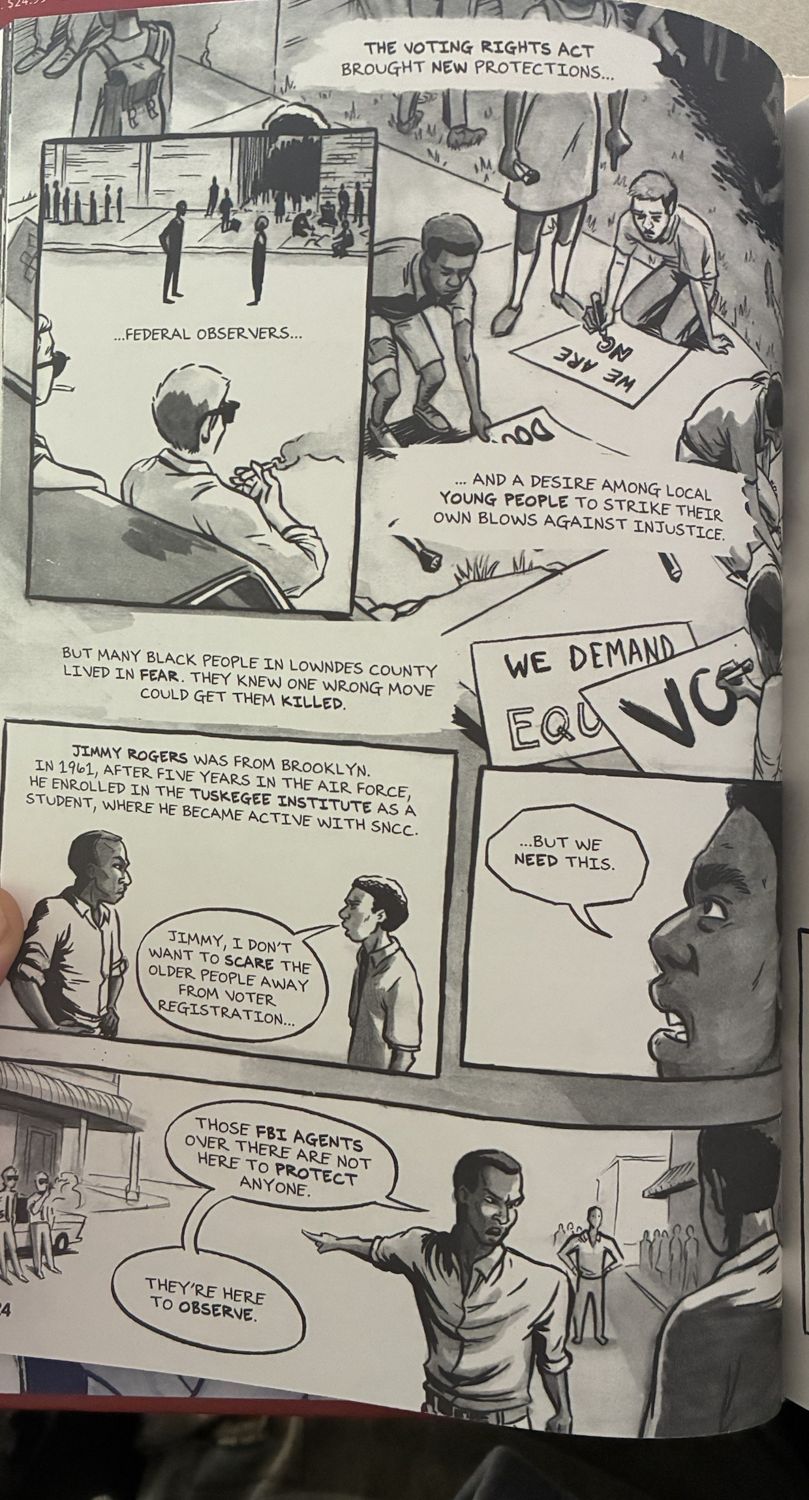 $24.99
THE VOTING RIGHTS ACT
BROUGHT NEW PROTECTIONS...
...FEDERAL OBSERVERS...
WE ARE
NO
DOO
... AND A DESIRE AMONG LOCAL
YOUNG PEOPLE TO STRIKE THEIR
OWN BLOWS AGAINST INJUSTICE.
BUT MANY BLACK PEOPLE IN LOWNDES COUNTY
LIVED IN FEAR. THEY KNEW ONE WRONG MOVE
COULD GET THEM KILLED.
WE DEMAND
EQU
VO
JIMMY ROGERS WAS FROM BROOKLYN.
IN 1961, AFTER FIVE YEARS IN THE AIR FORCE,
HE ENROLLED IN THE TUSKEGEE INSTITUTE AS A
STUDENT, WHERE HE BECAME ACTIVE WITH SNCC.
JIMMY, I DON'T
WANT TO SCARE THE
OLDER PEOPLE AWAY
FROM VOTER
REGISTRATION...
...BUT WE
NEED THIS.
THOSE FBI AGENTS
OVER THERE ARE NOT
HERE TO PROTECT
ANYONE.
THEY'RE HERE
TO OBSERVE.
24